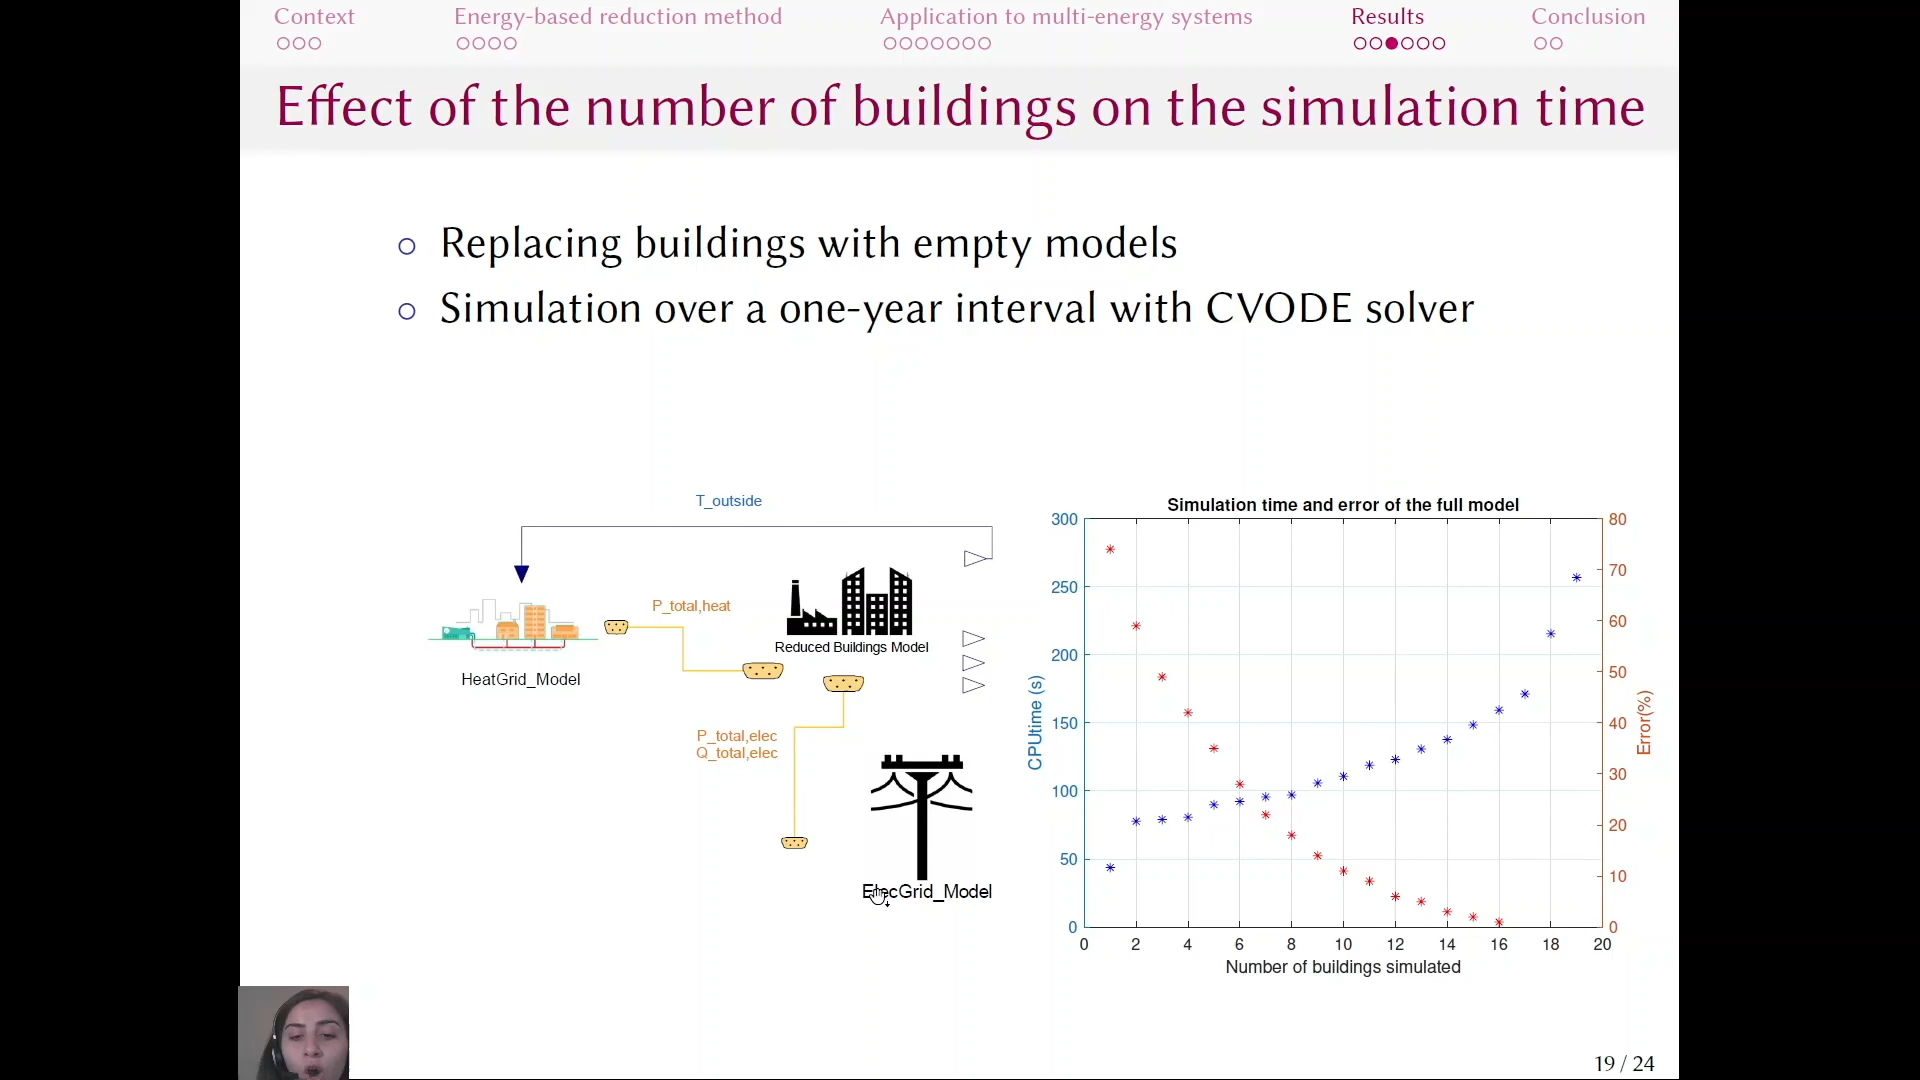 Context
Energy-based reduction method
Application to multi-energy systems
Results
Conclusion
Effect of the number of buildings on the simulation time
Replacing buildings with empty models
Simulation over a one-year interval with CVODE solver
T_outside
P_total,heat
Reduced Buildings Model
HeatGrid_Model
P_total,elec
Q_total,elec
ElecGrid_Model
Simulation time and error of the full model
300
250
200
150
100
50
0
CPUtime (s)
80
70
60
50
40
30
20
10
0
Error(%)
0 2 4 6 8 10 12 14 16 18 20
Number of buildings simulated
19 / 24